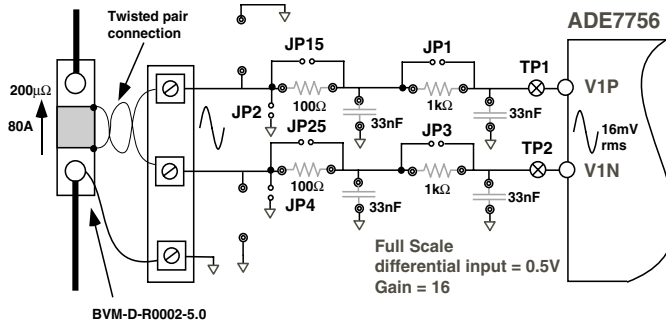 Twisted pair
connection
ADE7756
JP15
JP1
TP1
200μΩ
80A
V1P
JP2
100Ω
33nF
1kΩ
33nF
16mV
rms
JP25
JP3
TP2
V1N
100Ω
JP4
33nF
1kΩ
33nF
Full Scale
differential input = 0.5V
Gain = 16
BVM-D-R0002-5.0